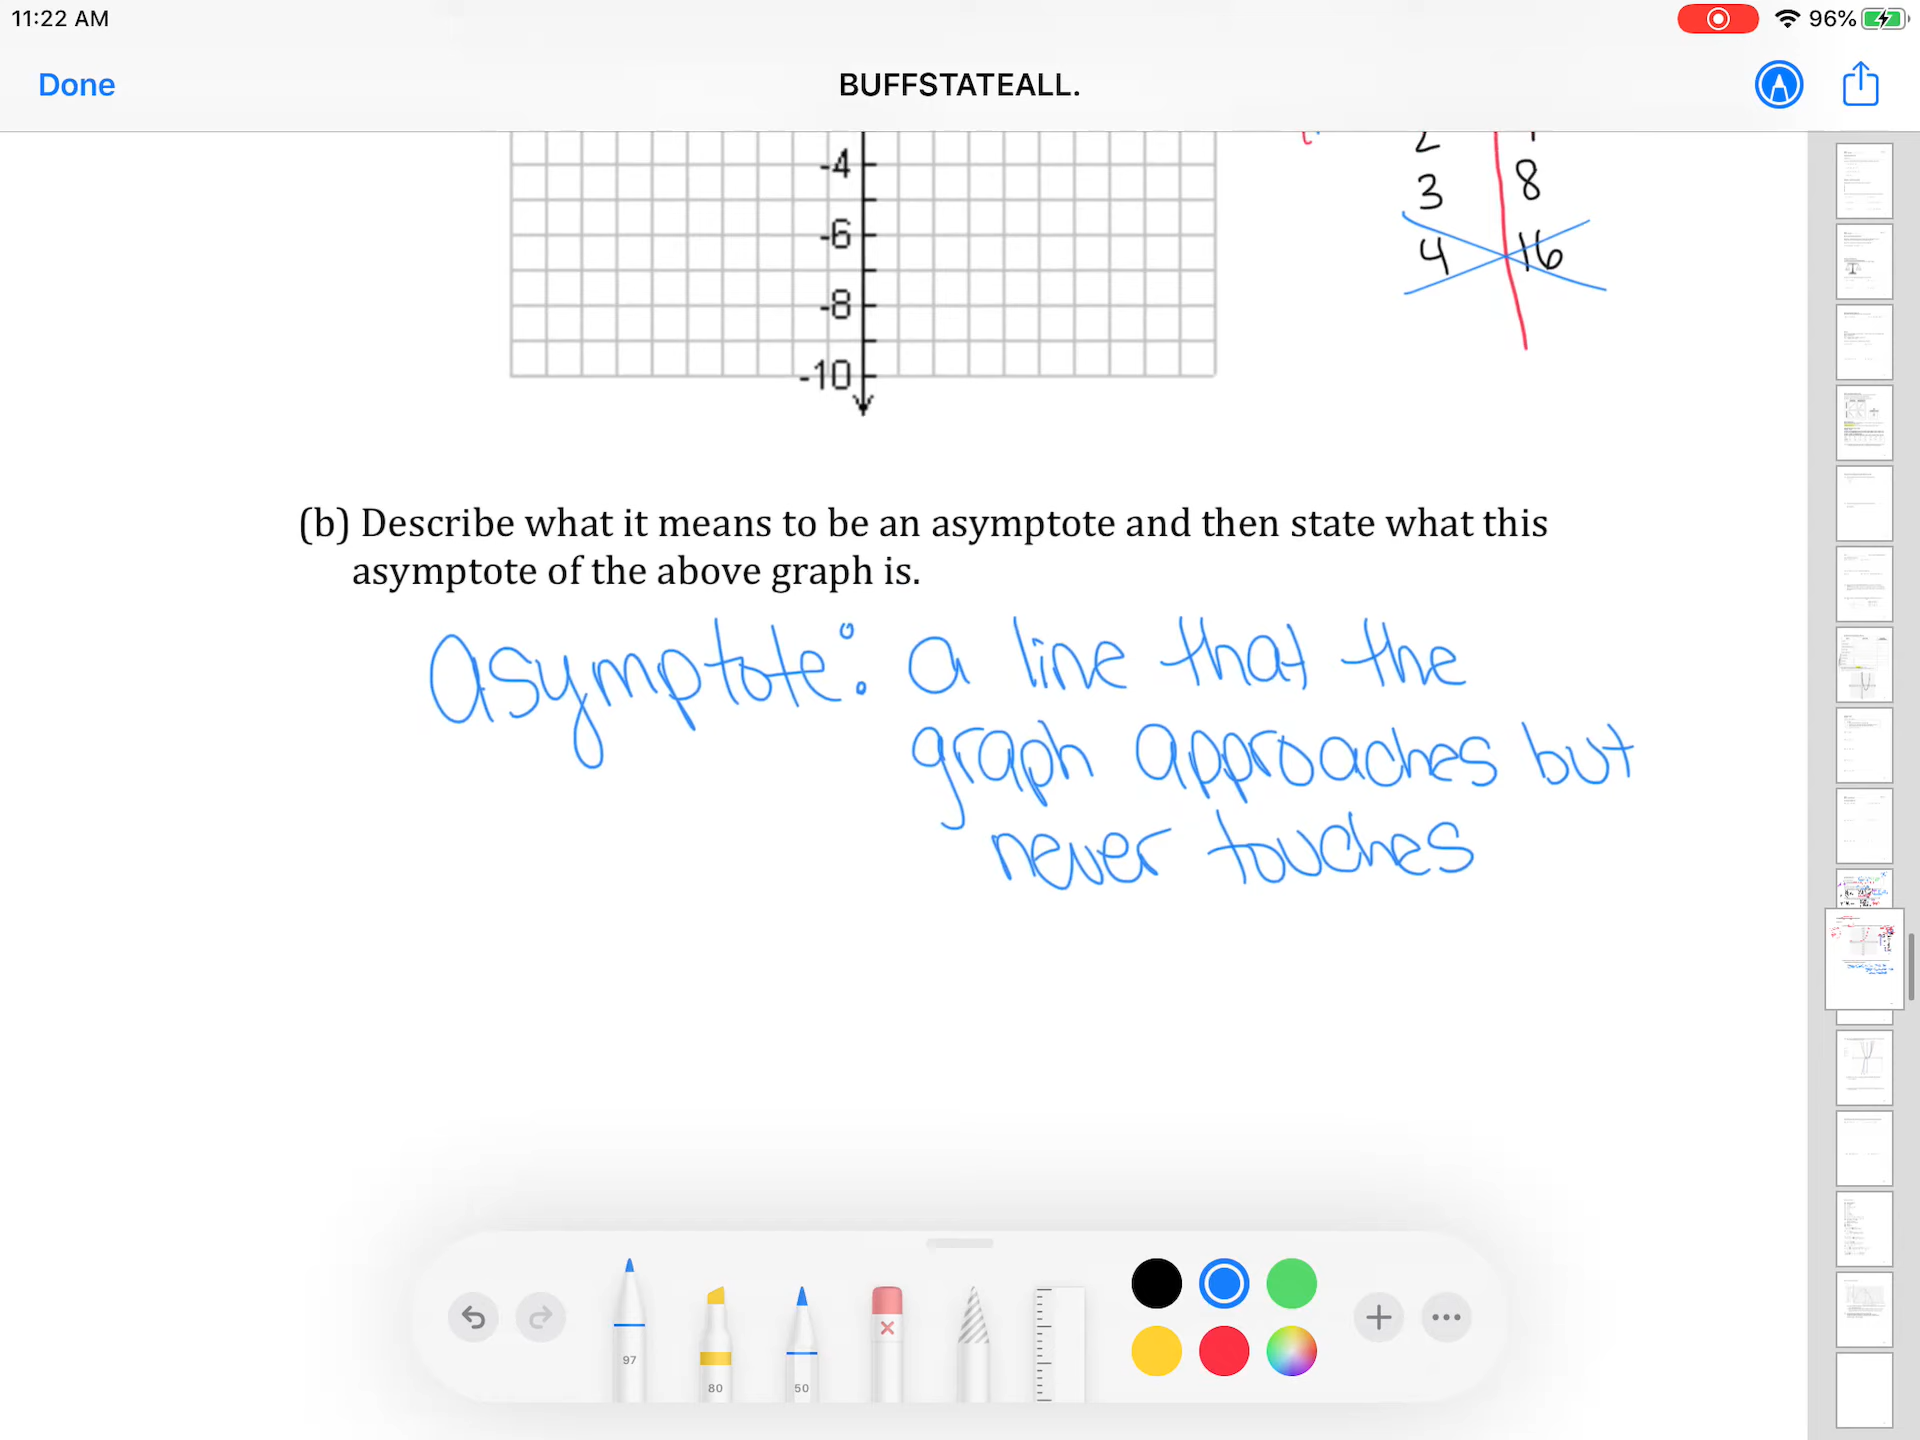 11:22 AM
96%
Done
BUFFSTATEALL.
-4
2
3 8
-6
4 16
-8
-10
(b) Describe what it means to be an asymptote and then state what this
asymptote of the above graph is.
asymptote: a line that the
graph approaches but
never touches
97
80
50